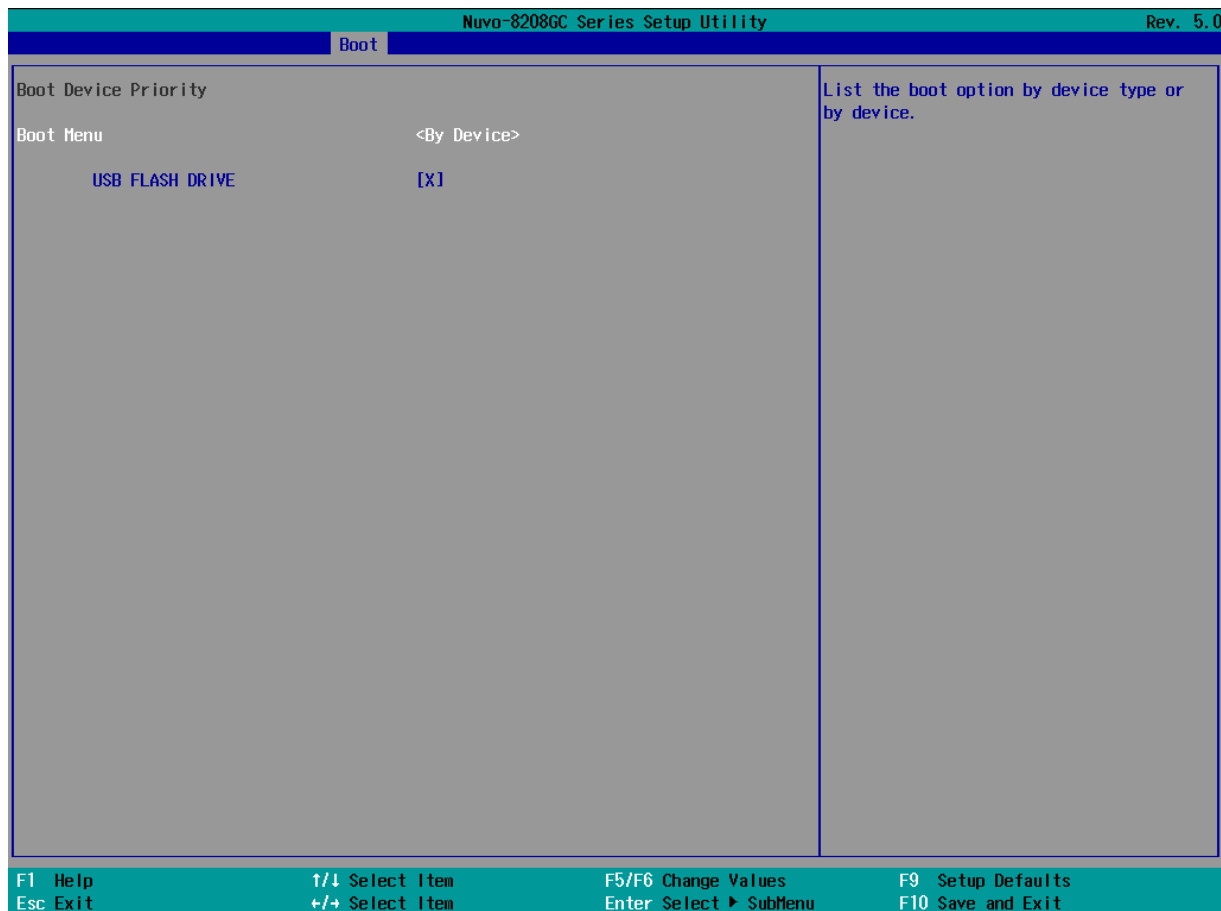 Nuvo-8208GC Series Setup Utility Rev. 5.0
Boot
Boot Device Priority
Boot Menu <By Device>
USB FLASH DRIVE [X]
List the boot option by device type or
by device.
F1 Help ↑/↓ Select Item F5/F6 Change Values F9 Setup Defaults
Esc Exit ←/→ Select Item Enter Select ▶ SubMenu F10 Save and Exit